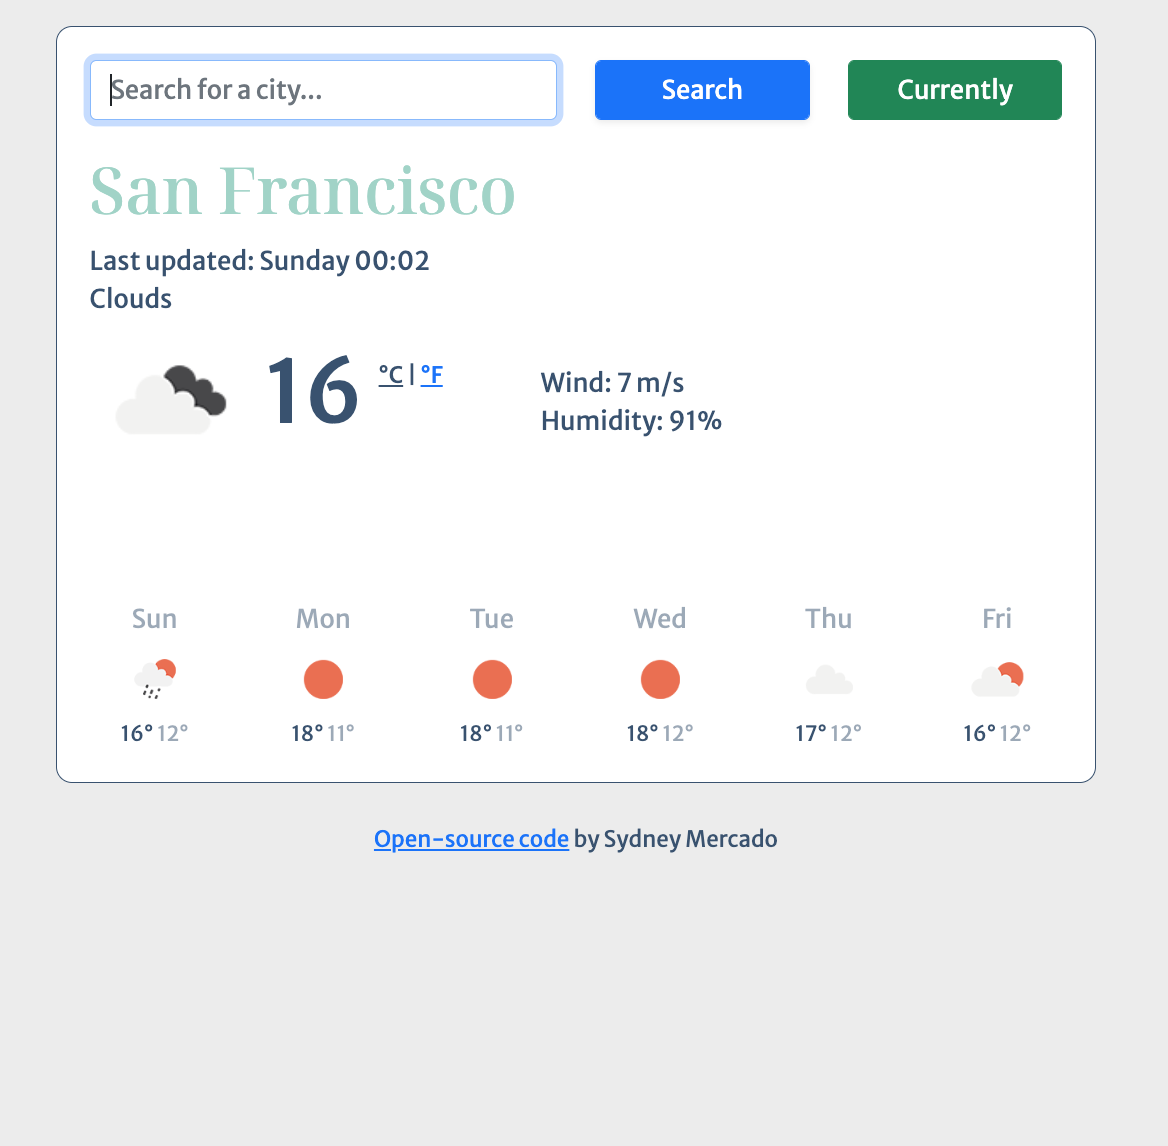 Search for a city...
Search
Currently
San Francisco
Last updated: Sunday 00:02
Clouds
16 °C | °F
Wind: 7 m/s
Humidity: 91%
Sun Mon Tue Wed Thu Fri
16° 12° 18° 11° 18° 11° 18° 12° 17° 12° 16° 12°
Open-source code by Sydney Mercado